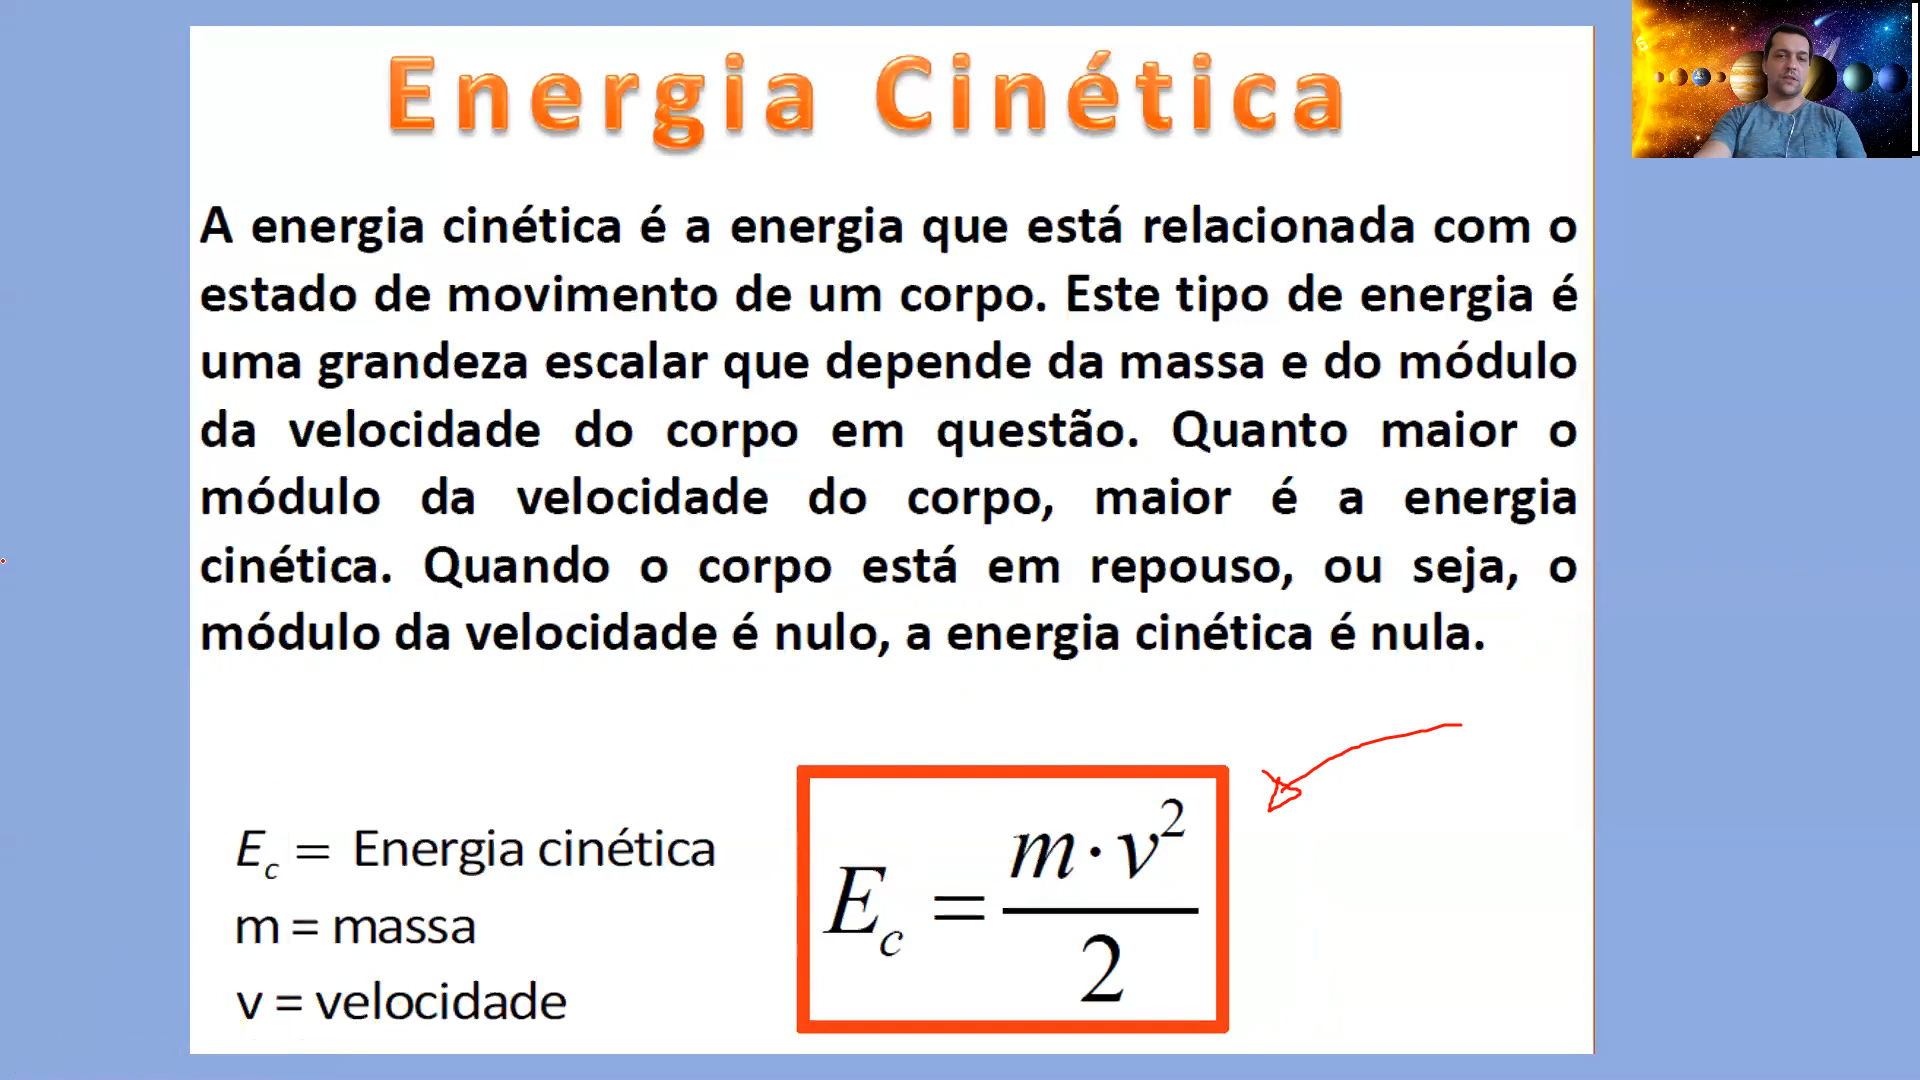 Energia Cinética
A energia cinética é a energia que está relacionada com o
estado de movimento de um corpo. Este tipo de energia é
uma grandeza escalar que depende da massa e do módulo
da velocidade do corpo em questão. Quanto maior o
módulo da velocidade do corpo, maior é a energia
cinética. Quando o corpo está em repouso, ou seja, o
módulo da velocidade é nulo, a energia cinética é nula.
E_c = Energia cinética
m = massa
v = velocidade
E_c = m · v² / 2